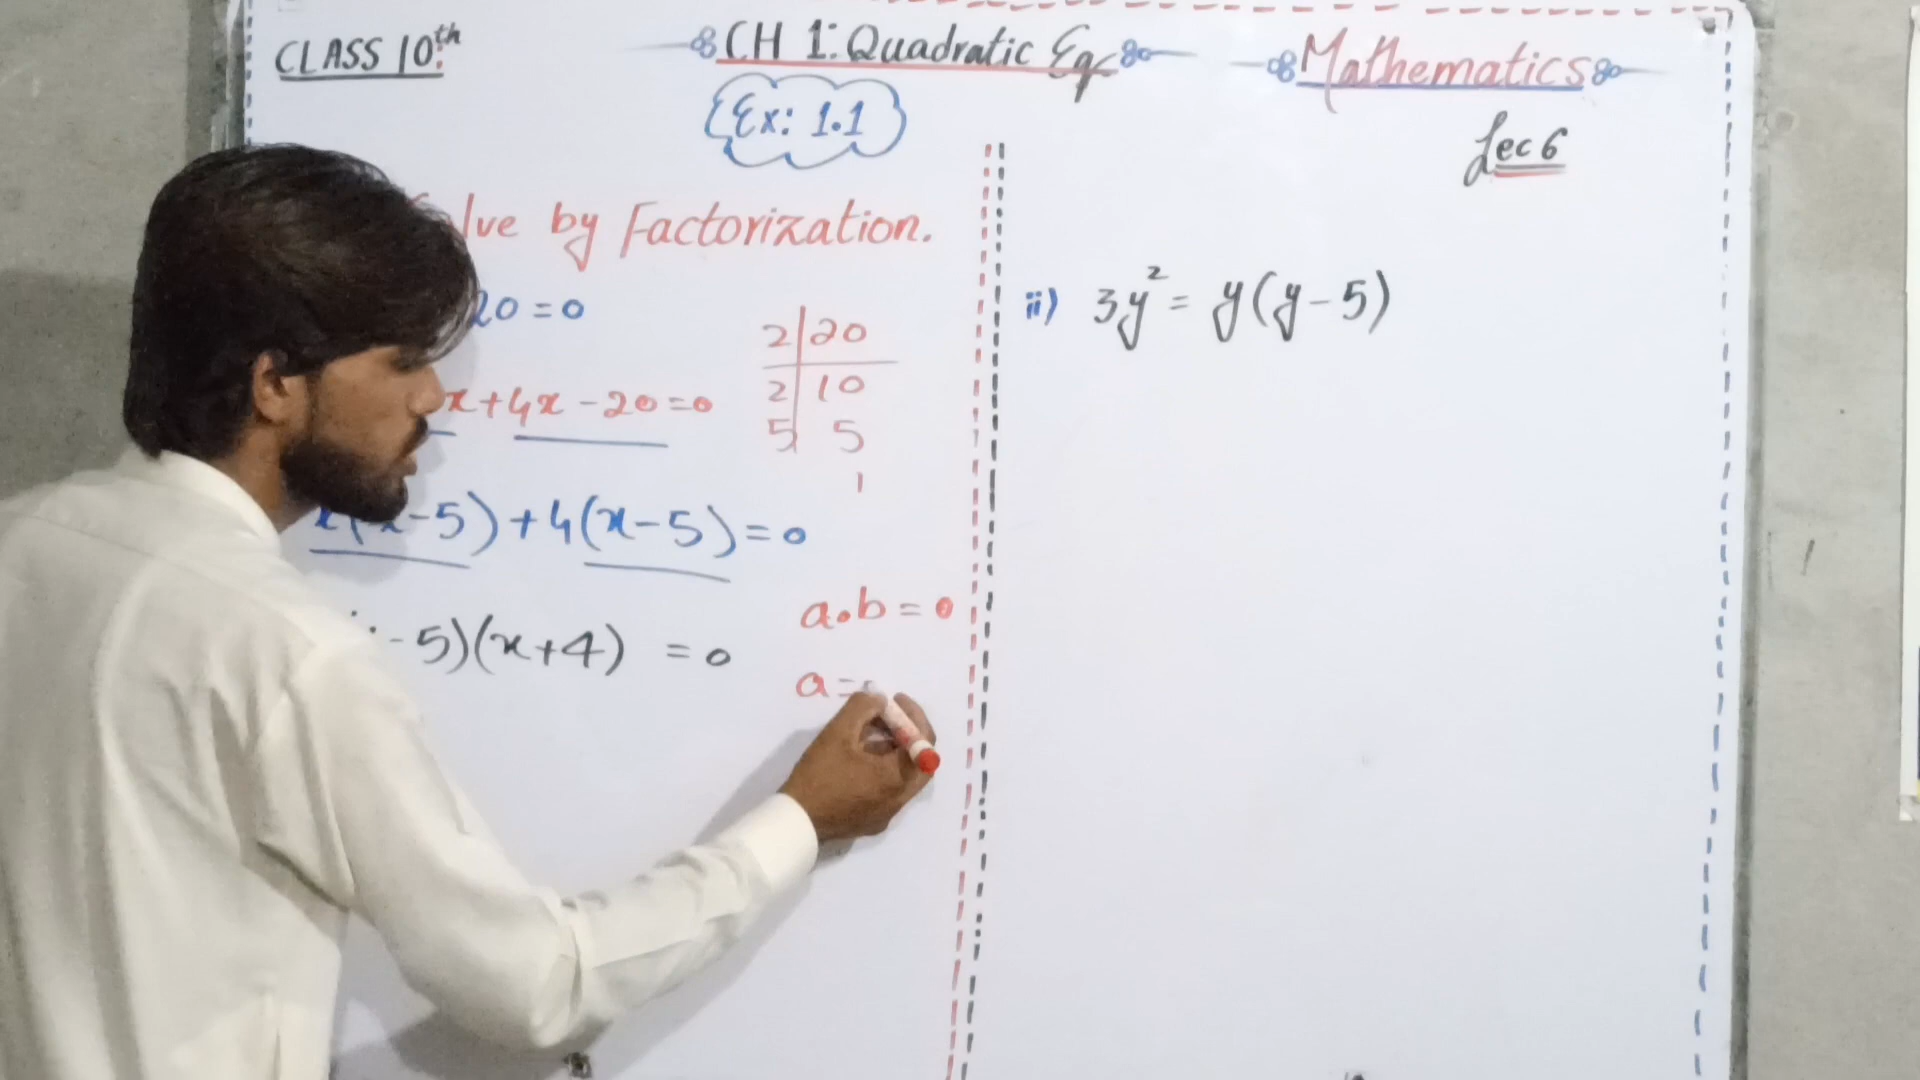 CLASS 10th
CH 1: Quadratic Eq
Mathematics
Ex: 1.1
Lec 6
by Factorization.
20 = 0
x + 4x - 20 = 0
2 | 20
2 | 10
5 | 5
1
- 5) + 4(x - 5) = 0
- 5)(x + 4) = 0
a . b = 0
a =
ii) 3y² = y(y - 5)